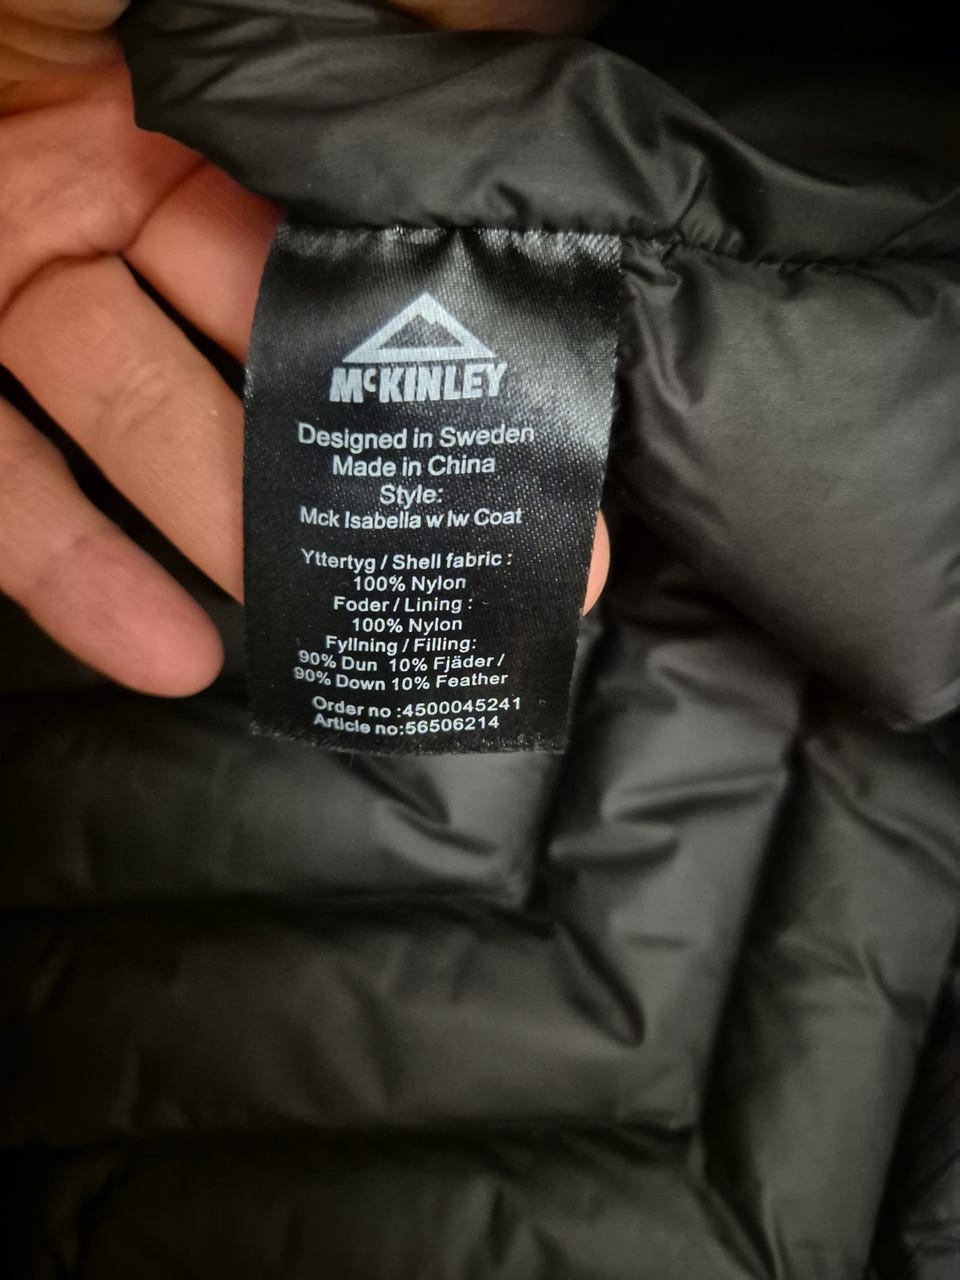 McKINLEY
Designed in Sweden
Made in China
Style:
Mck Isabella w lw Coat
Yttertyg / Shell fabric :
100% Nylon
Foder / Lining :
100% Nylon
Fyllning / Filling:
90% Dun 10% Fjäder /
90% Down 10% Feather
Order no :4500045241
Article no:56506214